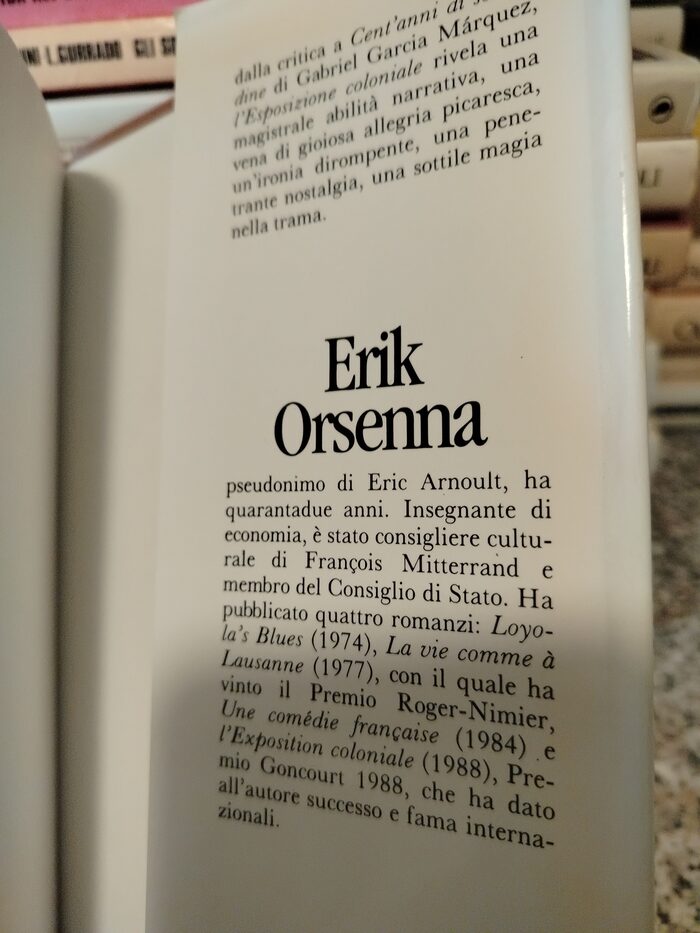 L.CURRADO GLI
dalla critica a Cent'anni di
dine di Gabriel Garcia Márquez,
l'Esposizione coloniale rivela una
magistrale abilità narrativa, una
vena di gioiosa allegria picaresca,
un'ironia dirompente, una pene-
trante nostalgia, una sottile magia
nella trama.
Erik
Orsenna
pseudonimo di Eric Arnoult, ha
quarantadue anni. Insegnante di
economia, è stato consigliere cultu-
rale di François Mitterrand e
membro del Consiglio di Stato. Ha
pubblicato quattro romanzi: Loyo-
la's Blues (1974), La vie comme à
Lausanne (1977), con il quale ha
vinto il Premio Roger-Nimier,
Une comédie française (1984) e
l'Exposition coloniale (1988), Pre-
mio Goncourt 1988, che ha dato
all'autore successo e fama interna-
zionali.